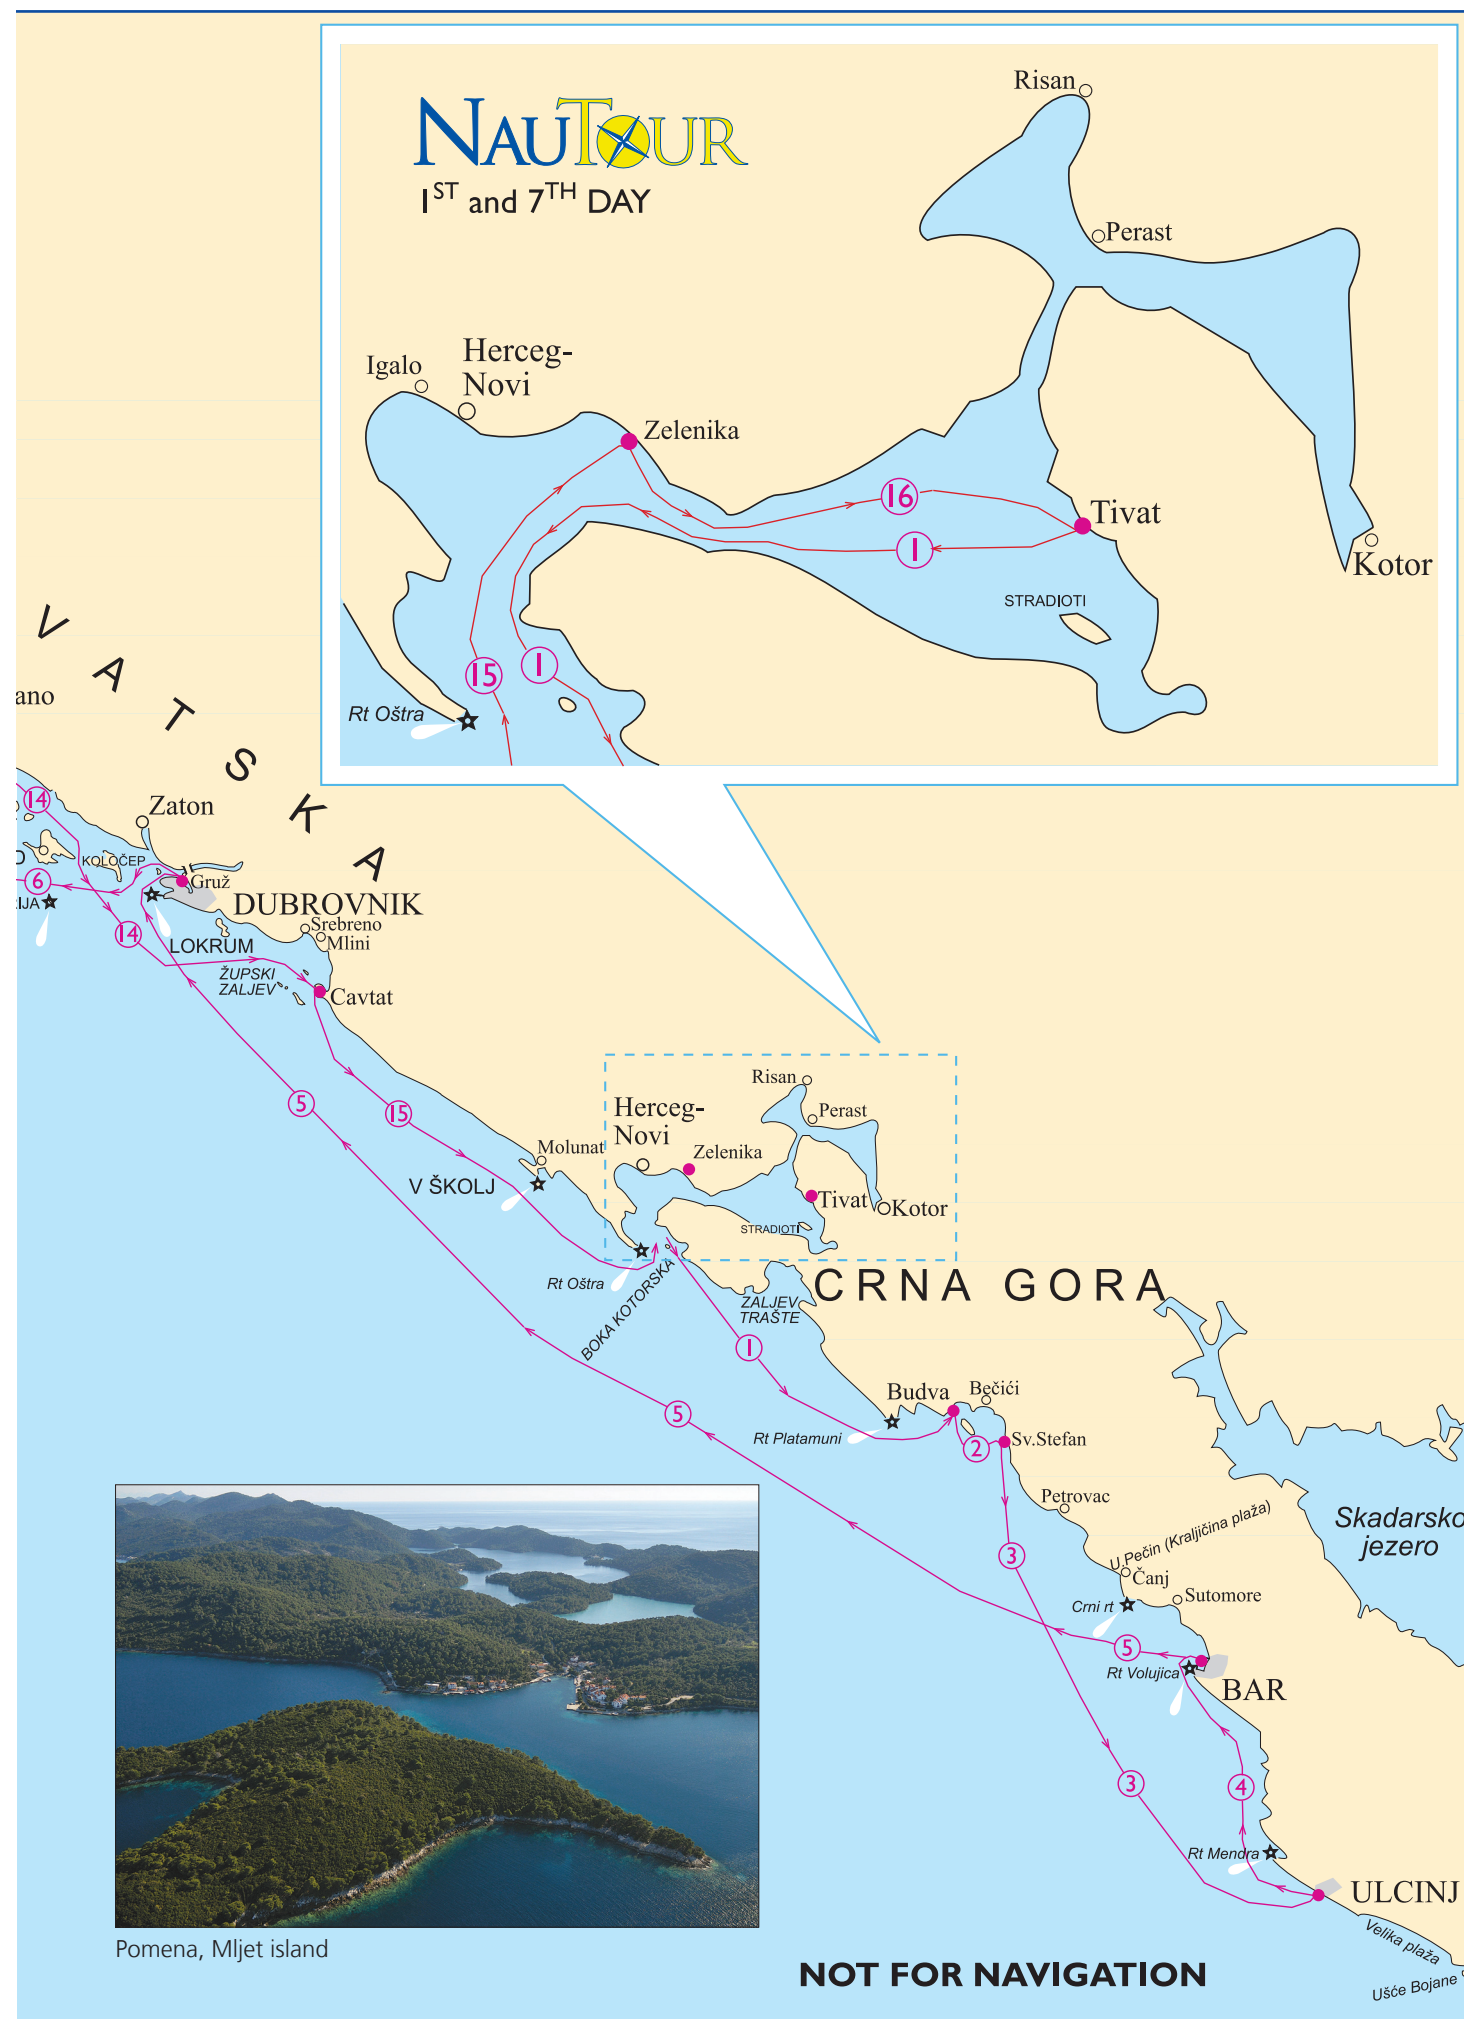 NAUTOUR
1ST and 7TH DAY
Risan
Perast
Herceg-
Novi
Igalo
Zelenika
16
Tivat
1
Kotor
STRADIOTI
15
1
Rt Oštra
VATSKA
ano
14
Zaton
KOLOČEP
6
Gruž
IJA
DUBROVNIK
14
LOKRUM
Srebreno
Mlini
ŽUPSKI
ZALJEV
Cavtat
5
15
Risan
Herceg-
Novi
Perast
Molunat
Zelenika
V ŠKOLJ
Tivat
Kotor
STRADIOTI
Rt Oštra
BOKA KOTORSKA
CRNA GORA
ZALJEV
TRAŠTE
1
Budva
Bečići
5
Rt Platamuni
2
Sv.Stefan
Petrovac
Skadarsko
jezero
U.Pečin (Kraljičina plaža)
3
Čanj
Crni rt
Sutomore
5
Rt Volujica
BAR
3
4
Rt Mendra
ULCINJ
Velika plaža
Ušće Bojane
Pomena, Mljet island
NOT FOR NAVIGATION